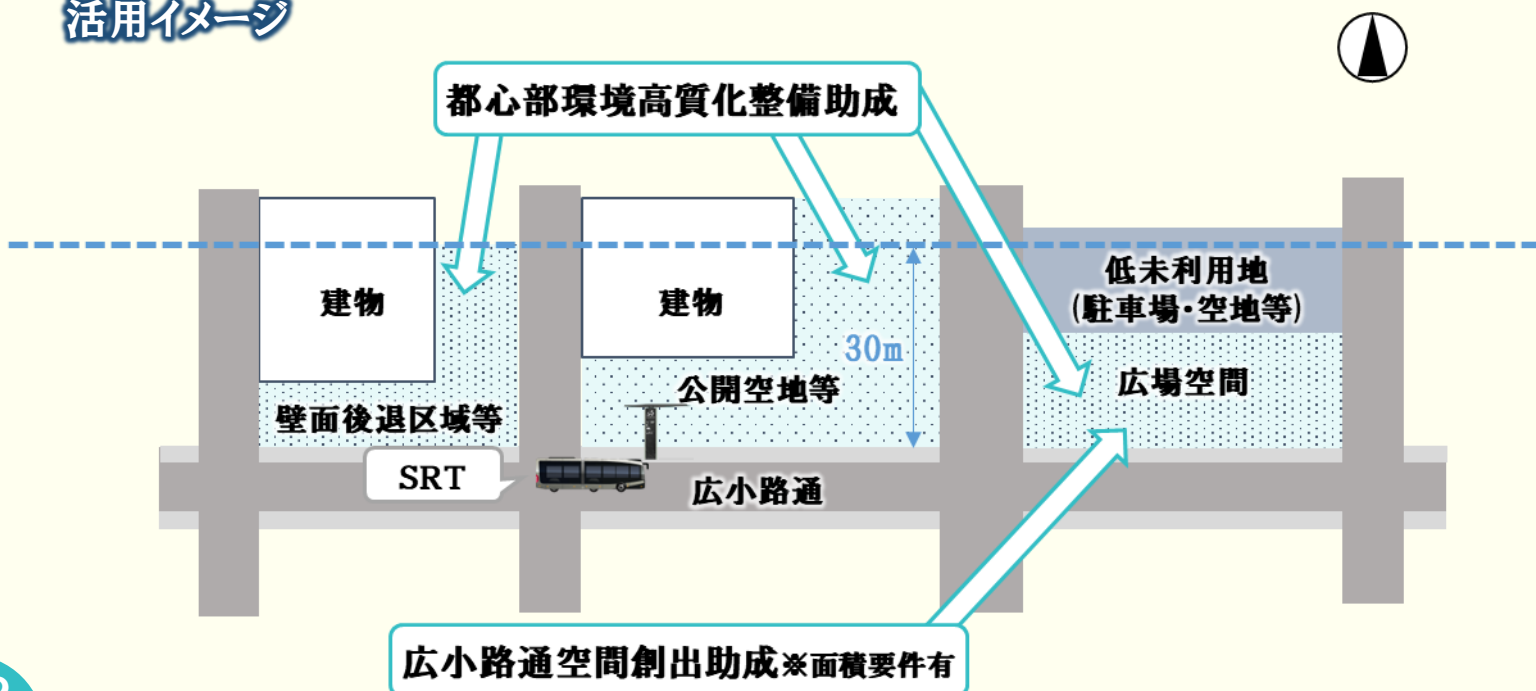 活用イメージ
都心部環境高質化整備助成
建物
建物
低未利用地
(駐車場・空地等)
30m
公開空地等
広場空間
壁面後退区域等
SRT
広小路通
広小路通空間創出助成※面積要件有